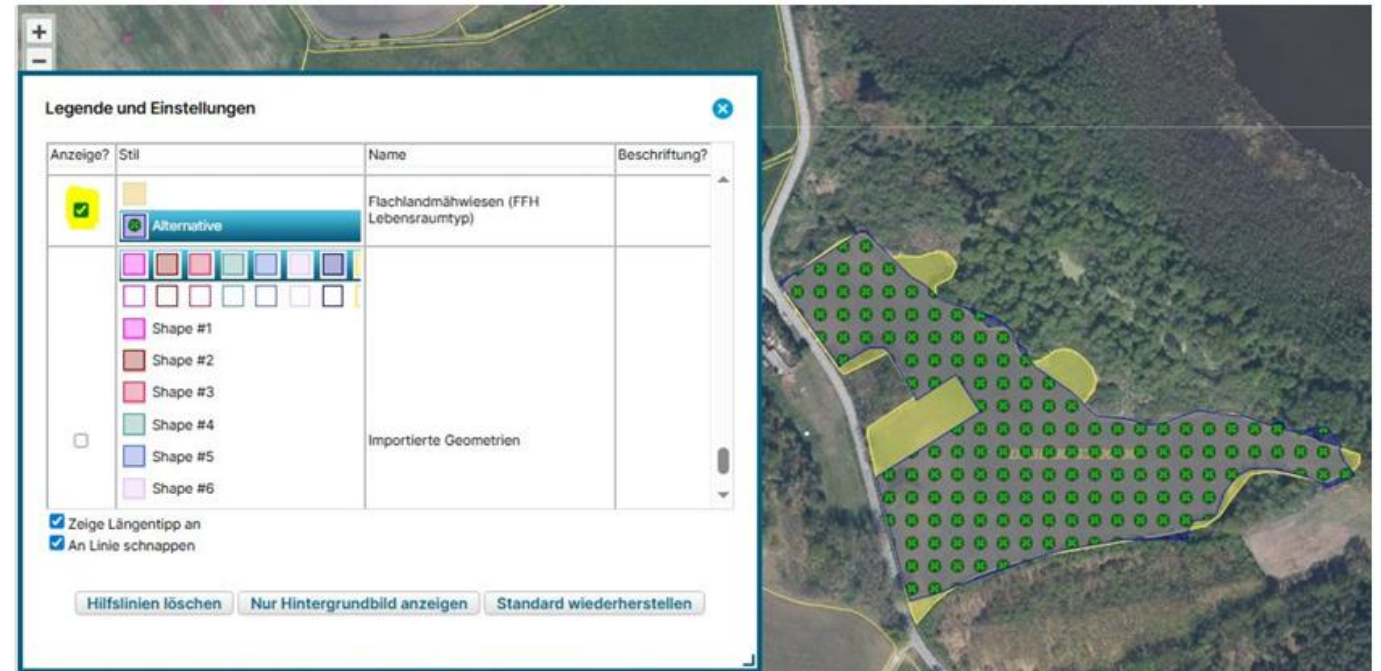 +
−
Legende und Einstellungen
Anzeige? Stil Name Beschriftung?
Flachlandmähwiesen (FFH
Lebensraumtyp)
Alternative
Shape #1
Shape #2
Shape #3
Shape #4
Importierte Geometrien
Shape #5
Shape #6
Zeige Längentipp an
An Linie schnappen
Hilfslinien löschen Nur Hintergrundbild anzeigen Standard wiederherstellen